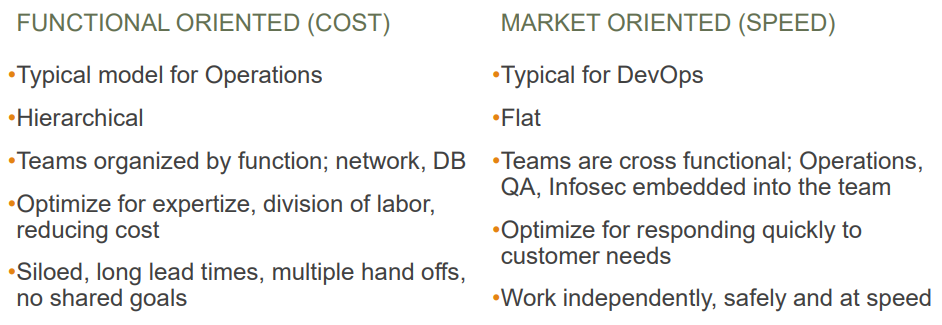 FUNCTIONAL ORIENTED (COST)
•Typical model for Operations
•Hierarchical
•Teams organized by function; network, DB
•Optimize for expertize, division of labor,
reducing cost
•Siloed, long lead times, multiple hand offs,
no shared goals
MARKET ORIENTED (SPEED)
•Typical for DevOps
•Flat
•Teams are cross functional; Operations,
QA, Infosec embedded into the team
•Optimize for responding quickly to
customer needs
•Work independently, safely and at speed